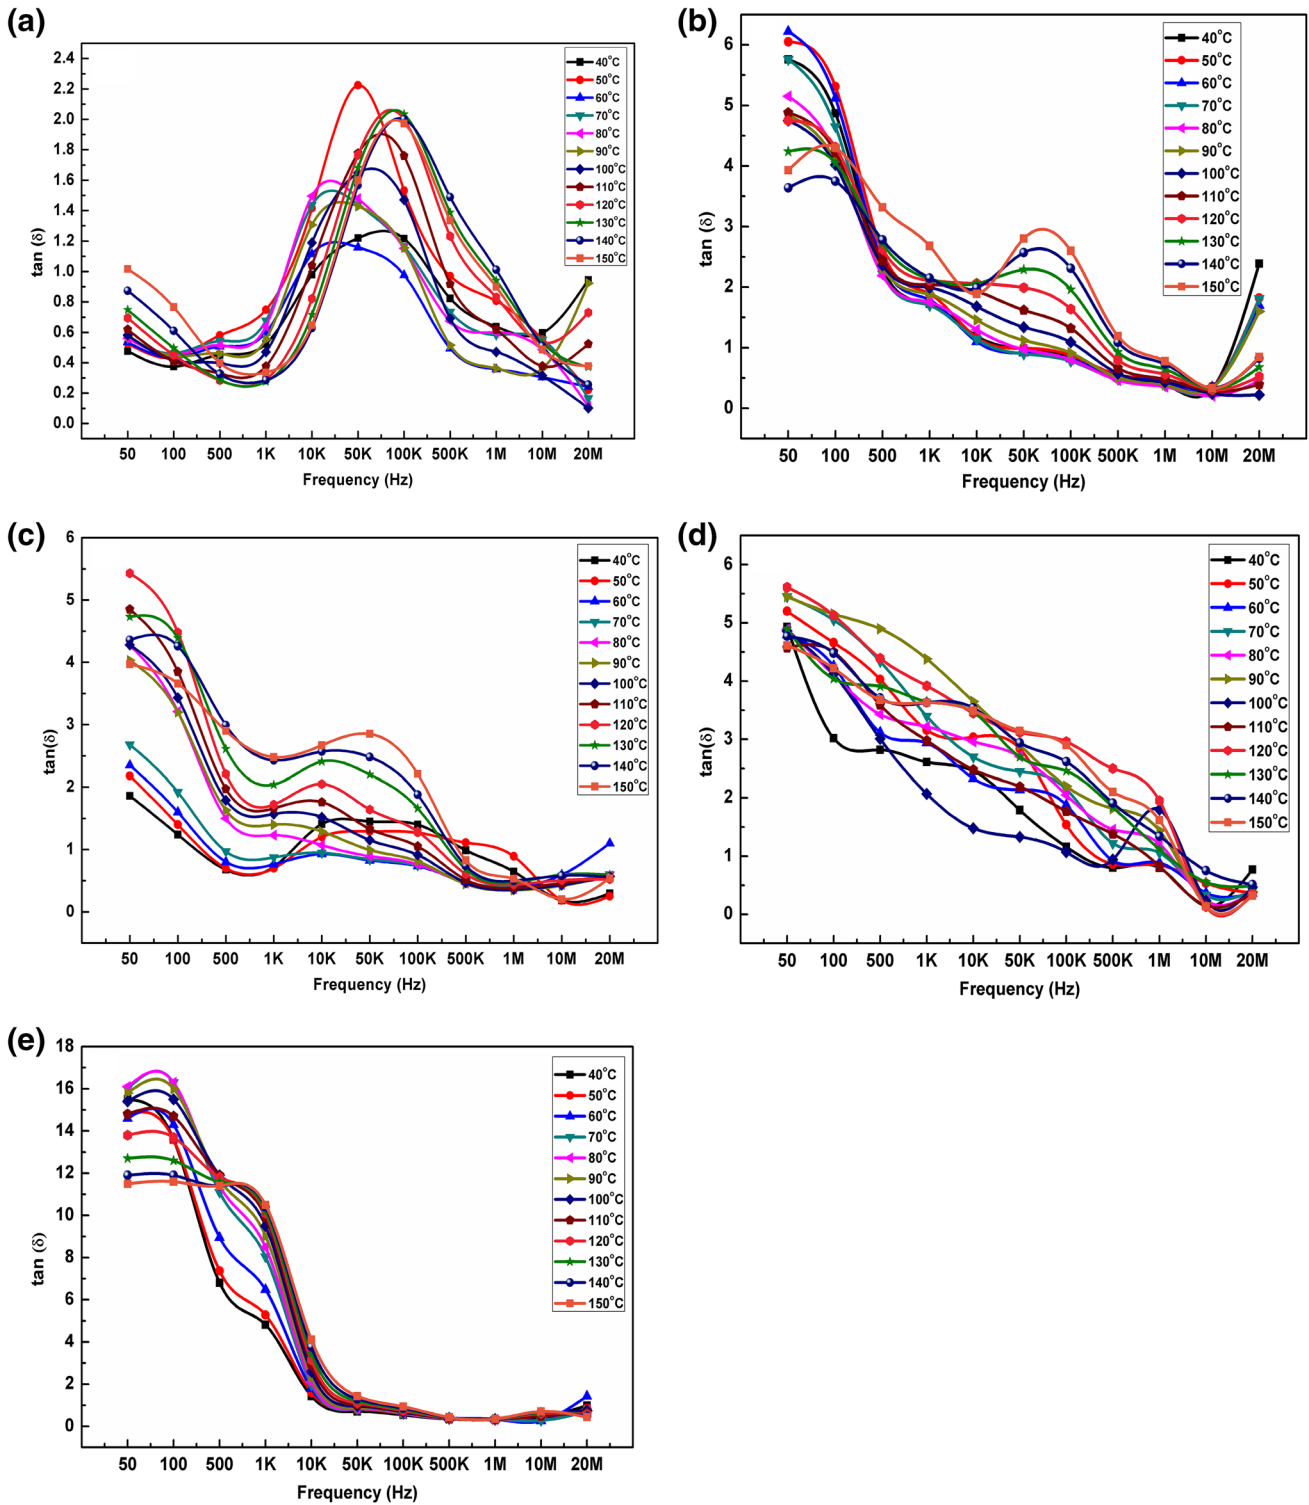 (a)
2.4
2.2
2.0
1.8
1.6
1.4
1.2
1.0
0.8
0.6
0.4
0.2
0.0
tan (δ)
40°C
50°C
60°C
70°C
80°C
90°C
100°C
110°C
120°C
130°C
140°C
150°C
50 100 500 1K 10K 50K 100K 500K 1M 10M 20M
Frequency (Hz)
(b)
6
5
4
3
2
1
0
tan (δ)
40°C
50°C
60°C
70°C
80°C
90°C
100°C
110°C
120°C
130°C
140°C
150°C
50 100 500 1K 10K 50K 100K 500K 1M 10M 20M
Frequency (Hz)
(c)
6
5
4
3
2
1
0
tan(δ)
40°C
50°C
60°C
70°C
80°C
90°C
100°C
110°C
120°C
130°C
140°C
150°C
50 100 500 1K 10K 50K 100K 500K 1M 10M 20M
Frequency (Hz)
(d)
6
5
4
3
2
1
0
tan(δ)
40°C
50°C
60°C
70°C
80°C
90°C
100°C
110°C
120°C
130°C
140°C
150°C
50 100 500 1K 10K 50K 100K 500K 1M 10M 20M
Frequency (Hz)
(e)
18
16
14
12
10
8
6
4
2
0
tan (δ)
40°C
50°C
60°C
70°C
80°C
90°C
100°C
110°C
120°C
130°C
140°C
150°C
50 100 500 1K 10K 50K 100K 500K 1M 10M 20M
Frequency (Hz)